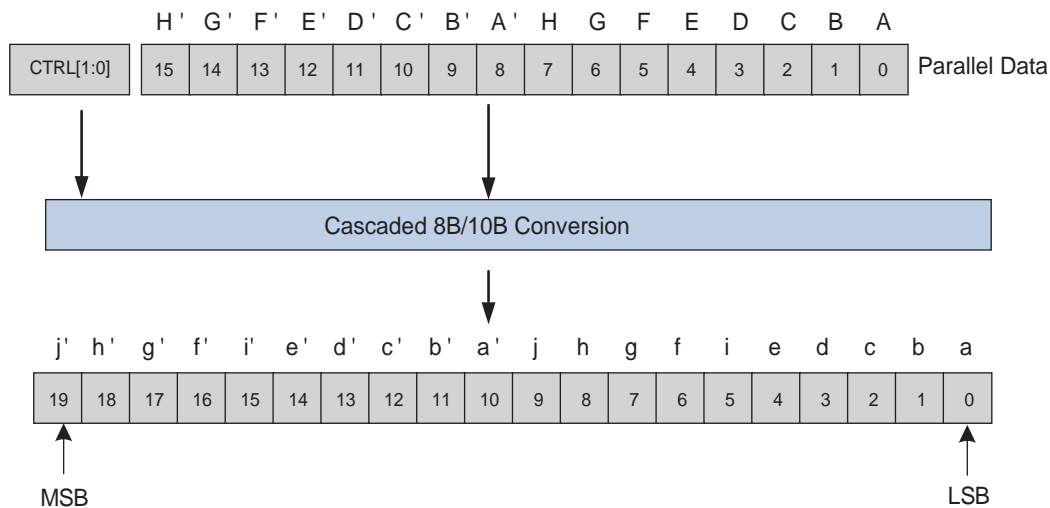 H' G' F' E' D' C' B' A' H G F E D C B A
CTRL[1:0] 15 14 13 12 11 10 9 8 7 6 5 4 3 2 1 0 Parallel Data
Cascaded 8B/10B Conversion
j' h' g' f' i' e' d' c' b' a' j h g f i e d c b a
19 18 17 16 15 14 13 12 11 10 9 8 7 6 5 4 3 2 1 0
MSB LSB